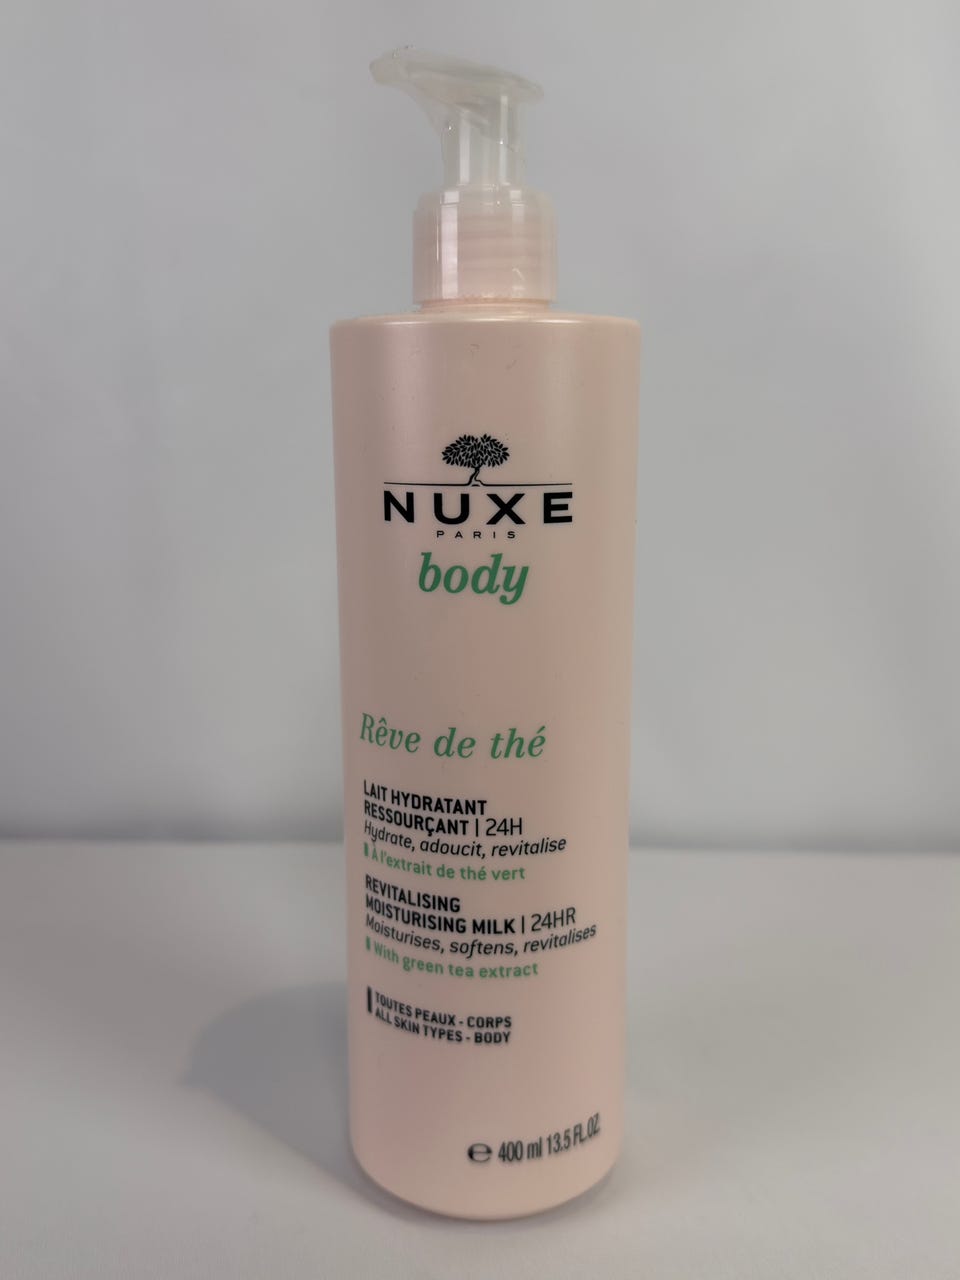 NUXE
PARIS
body
Rêve de thé
LAIT HYDRATANT
RESSOURÇANT | 24H
Hydrate, adoucit, revitalise
À l'extrait de thé vert
REVITALISING
MOISTURISING MILK | 24HR
Moisturises, softens, revitalises
With green tea extract
TOUTES PEAUX - CORPS
ALL SKIN TYPES - BODY
℮ 400 ml 13.5 FL.OZ.